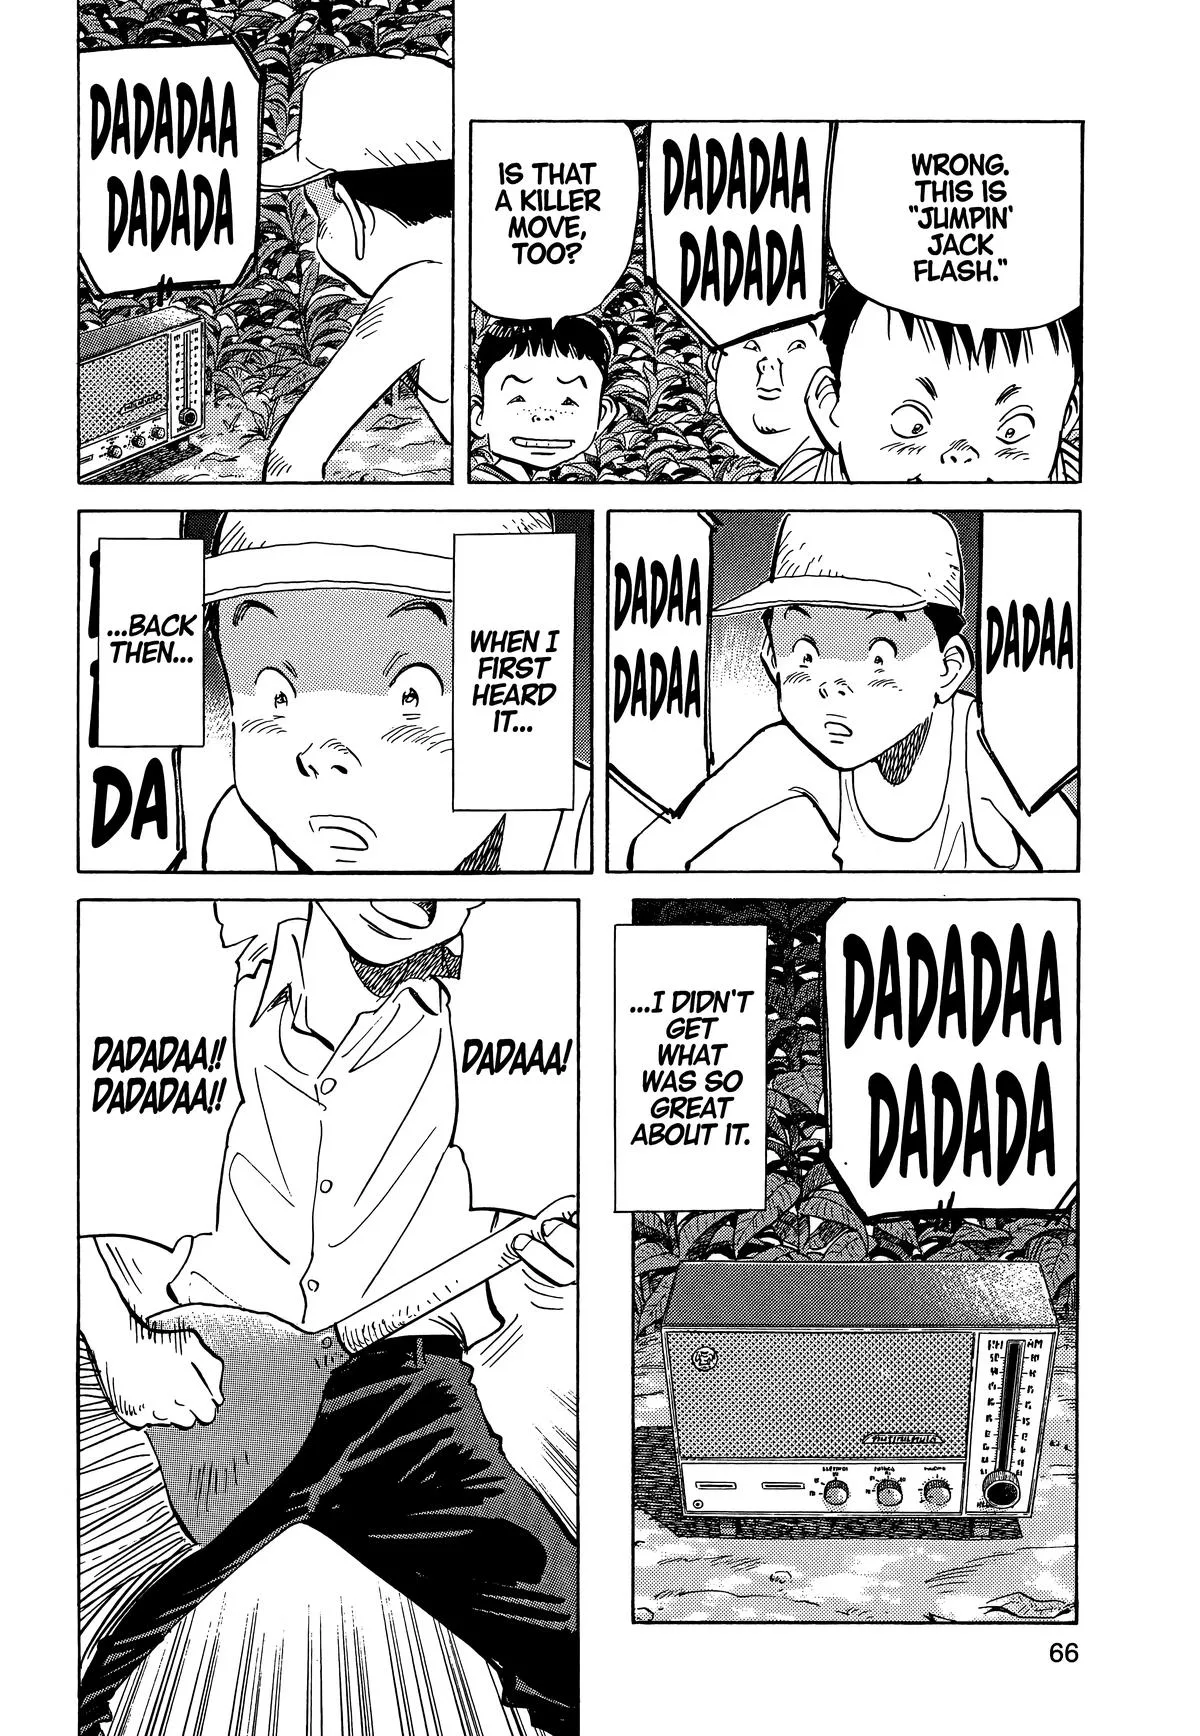 WRONG.
THIS IS
"JUMPIN'
JACK
FLASH."
DADADAA
DADADA
IS THAT
A KILLER
MOVE,
TOO?
DADADAA
DADADA
DADAA
DADAA
DADAA
WHEN I
FIRST
HEARD
IT...
...BACK
THEN...
DA
DADADAA
DADADA
...I DIDN'T
GET
WHAT
WAS SO
GREAT
ABOUT IT.
AM
DADAAA!
DADADAA!!
DADADAA!!
66